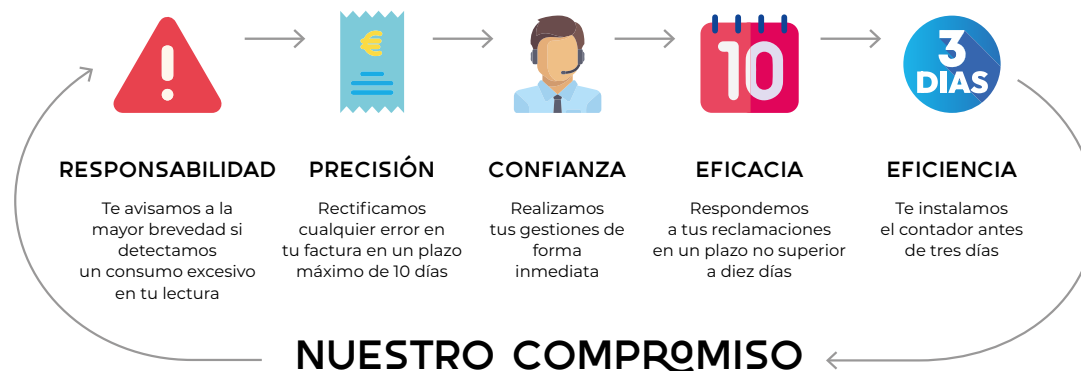 10
3
DÍAS
RESPONSABILIDAD
Te avisamos a la
mayor brevedad si
detectamos
un consumo excesivo
en tu lectura
PRECISIÓN
Rectificamos
cualquier error en
tu factura en un plazo
máximo de 10 días
CONFIANZA
Realizamos
tus gestiones de
forma
inmediata
EFICACIA
Respondemos
a tus reclamaciones
en un plazo no superior
a diez días
EFICIENCIA
Te instalamos
el contador antes
de tres días
NUESTRO COMPROMISO